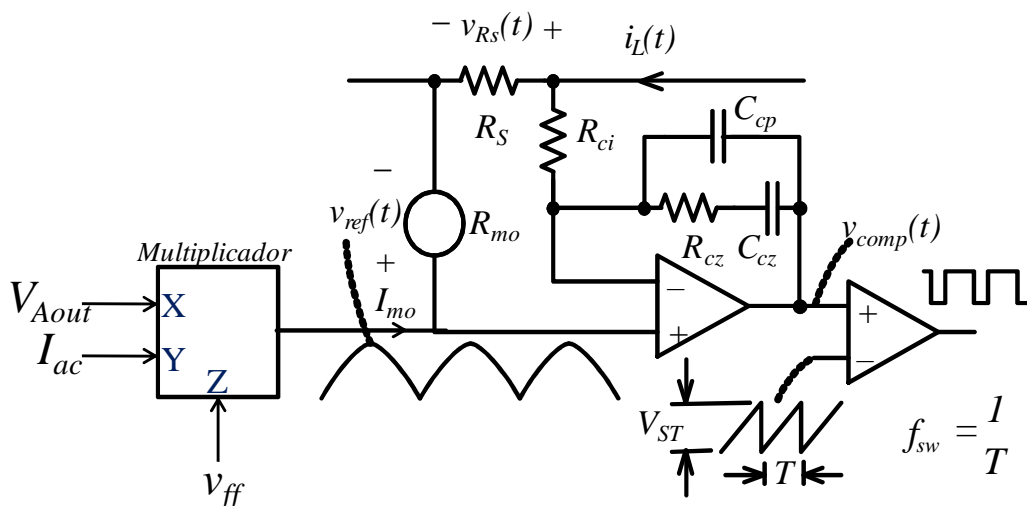 − v_Rs(t) +
i_L(t)
R_S
R_ci
C_cp
−
v_ref(t)
R_mo
+
R_cz
C_cz
v_comp(t)
Multiplicador
V_Aout
X
I_mo
−
+
+
−
I_ac
Y
Z
V_ST
T
f_sw = 1/T
v_ff